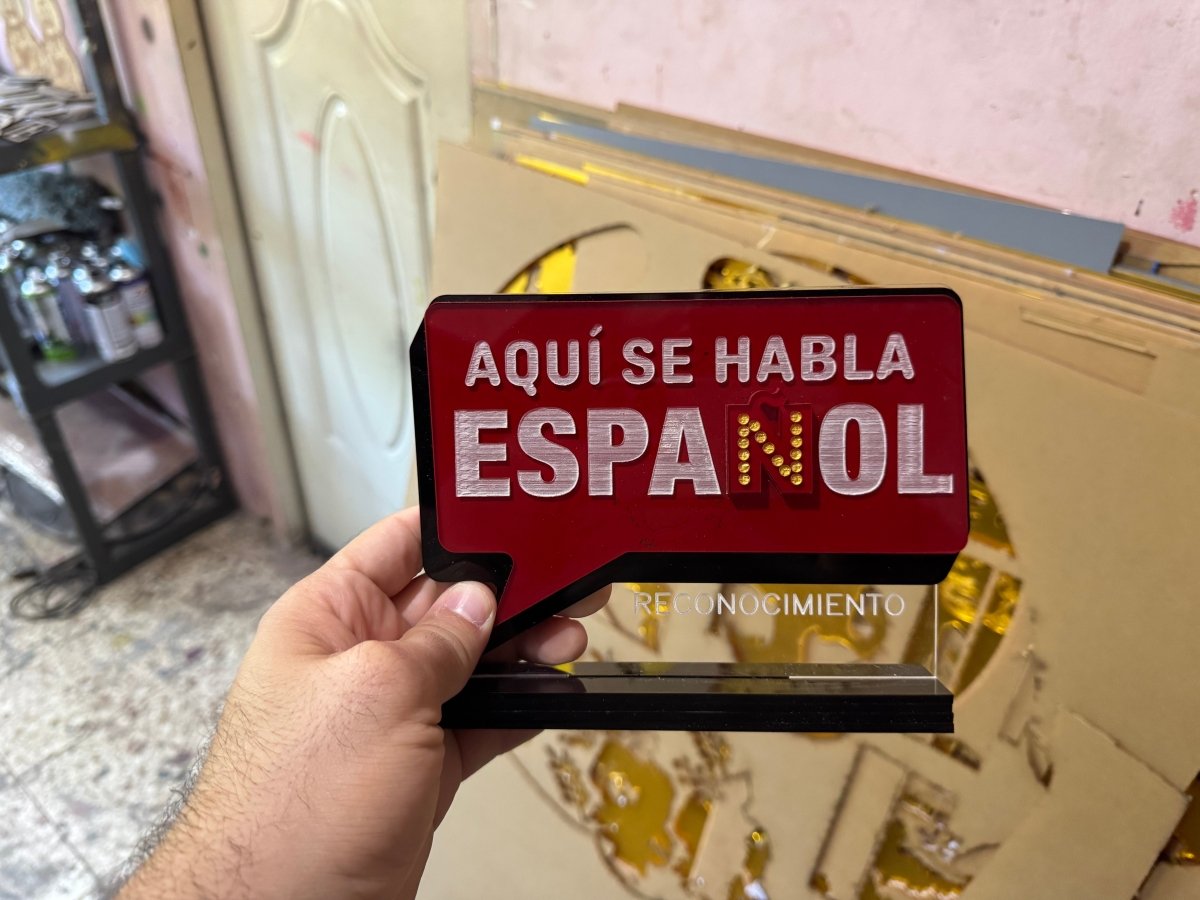 AQUÍ SE HABLA
ESPAÑOL
RECONOCIMIENTO